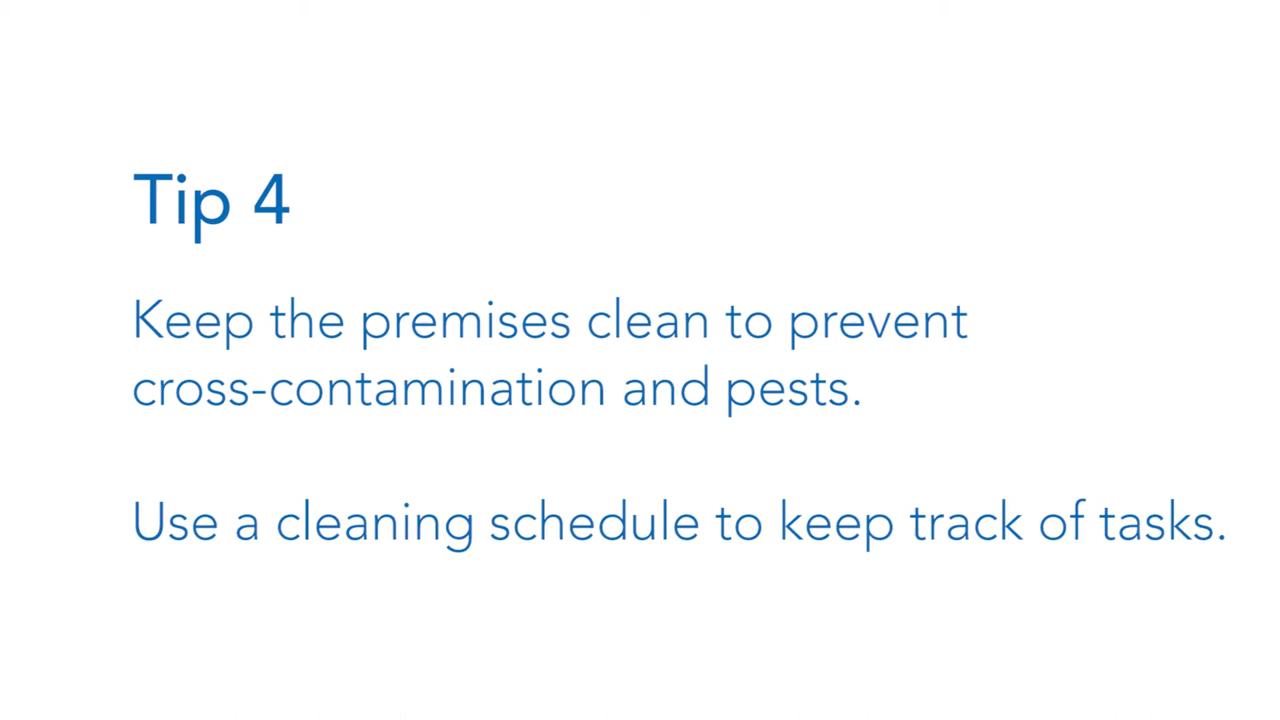 Tip 4
Keep the premises clean to prevent
cross-contamination and pests.
Use a cleaning schedule to keep track of tasks.